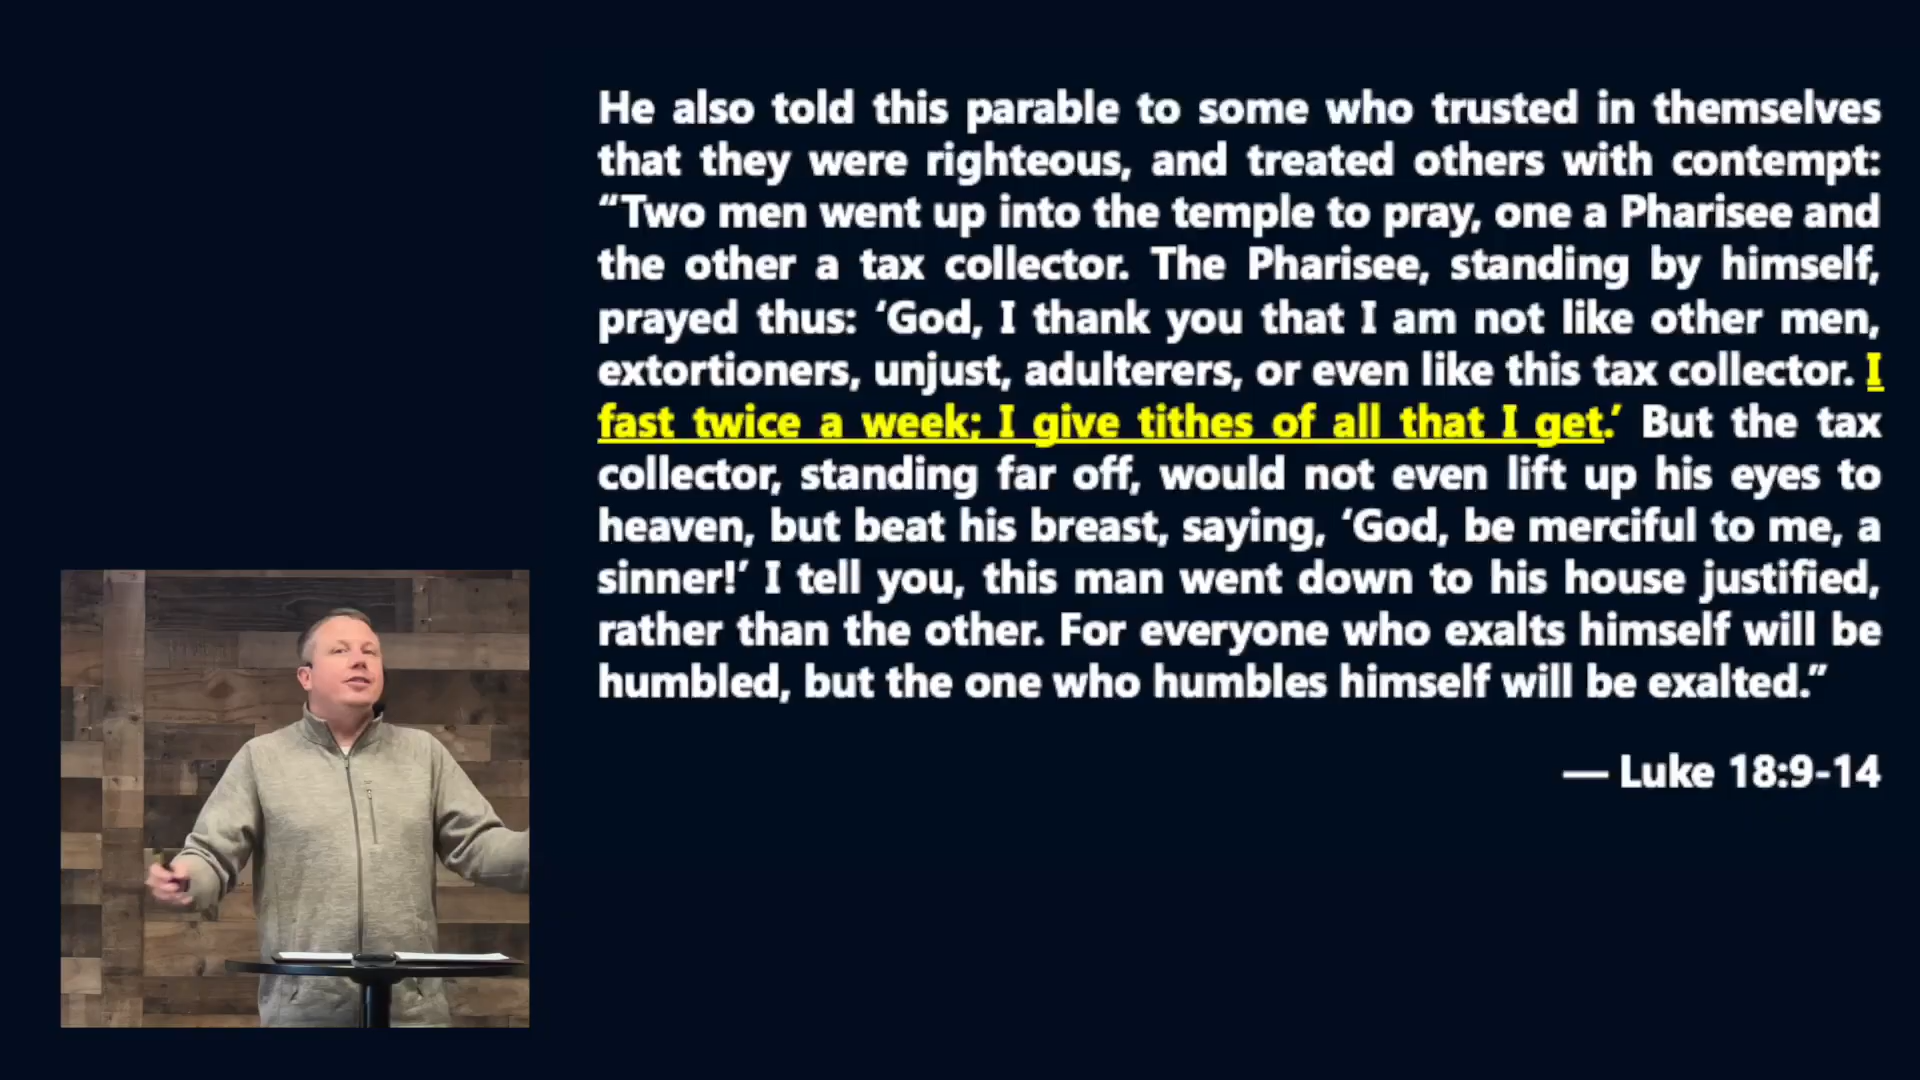 He also told this parable to some who trusted in themselves
that they were righteous, and treated others with contempt:
“Two men went up into the temple to pray, one a Pharisee and
the other a tax collector. The Pharisee, standing by himself,
prayed thus: ‘God, I thank you that I am not like other men,
extortioners, unjust, adulterers, or even like this tax collector. I
fast twice a week; I give tithes of all that I get.’ But the tax
collector, standing far off, would not even lift up his eyes to
heaven, but beat his breast, saying, ‘God, be merciful to me, a
sinner!’ I tell you, this man went down to his house justified,
rather than the other. For everyone who exalts himself will be
humbled, but the one who humbles himself will be exalted.”
— Luke 18:9-14